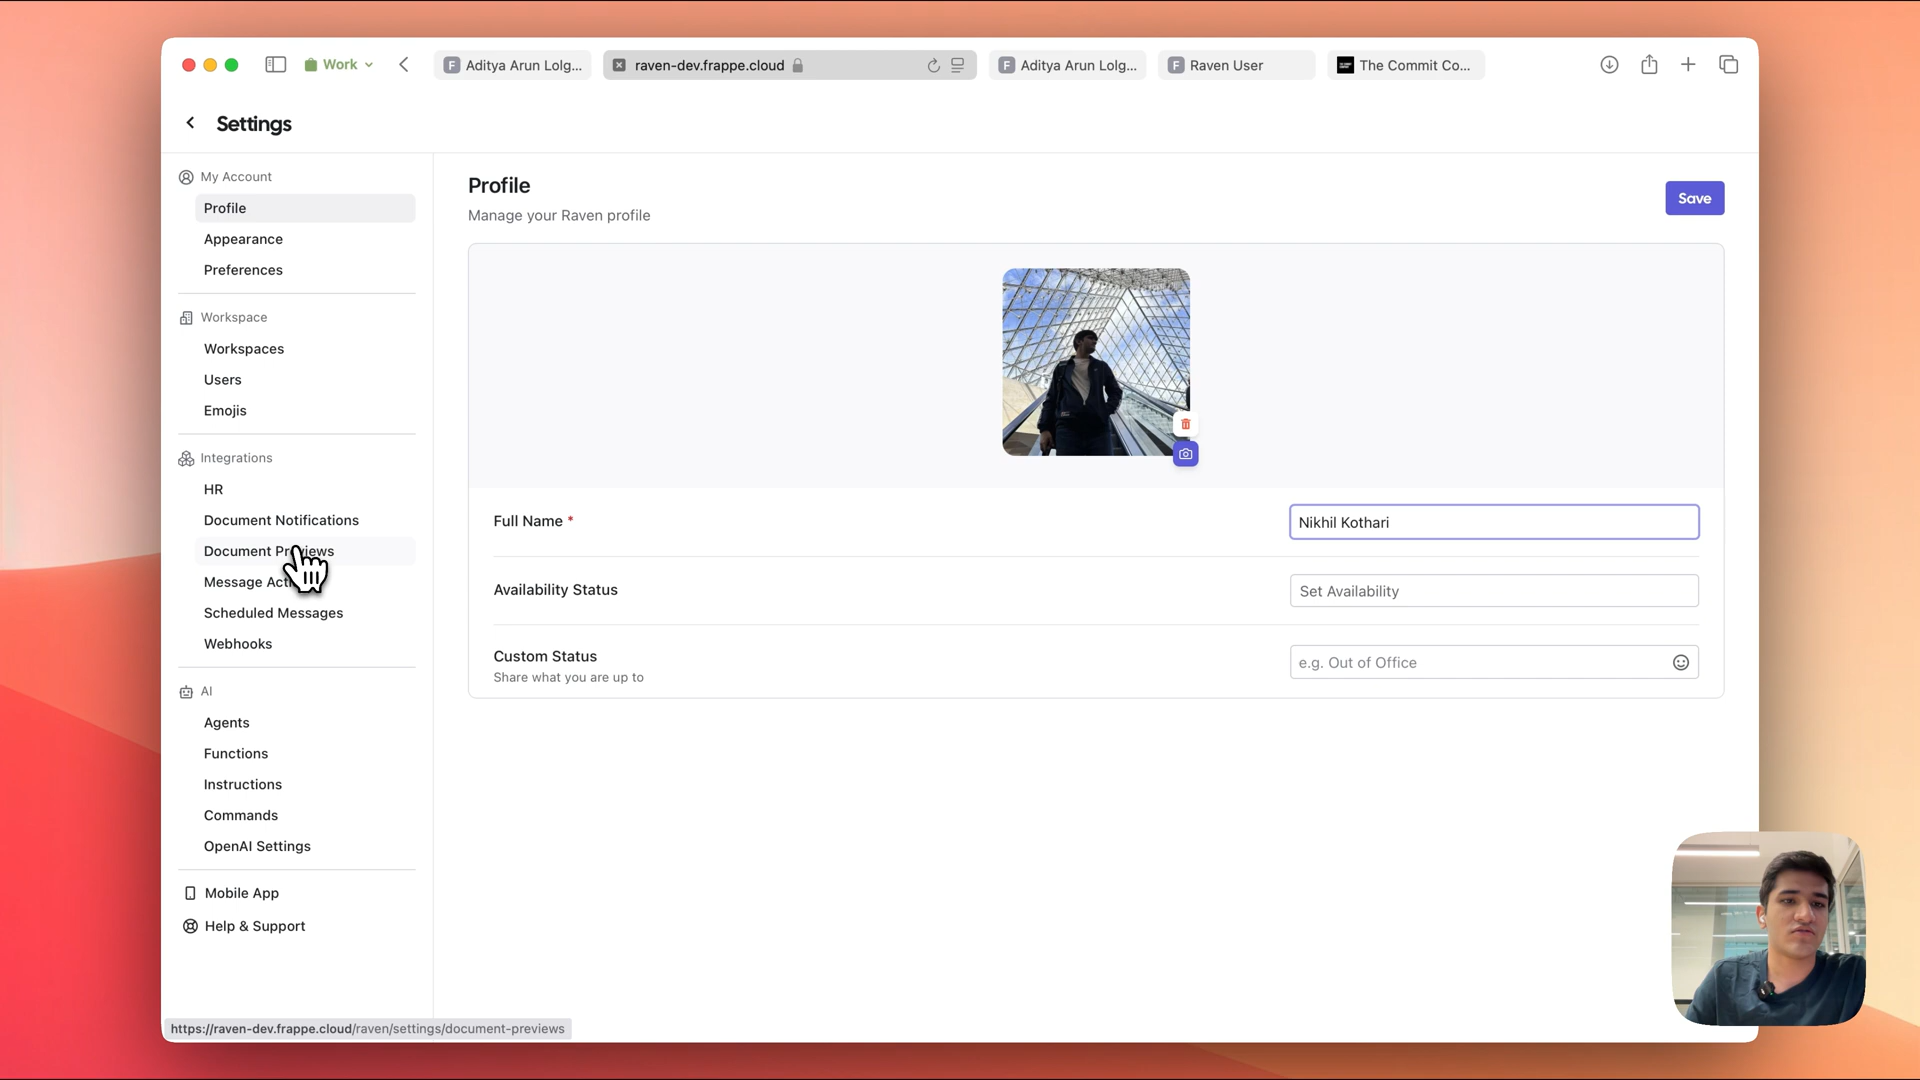 Work
Aditya Arun Lolg...
raven-dev.frappe.cloud
Aditya Arun Lolg...
Raven User
The Commit Co...
Settings
My Account
Profile
Appearance
Preferences
Workspace
Workspaces
Users
Emojis
Integrations
HR
Document Notifications
Document Previews
Message Acti
Scheduled Messages
Webhooks
AI
Agents
Functions
Instructions
Commands
OpenAI Settings
Mobile App
Help & Support
Profile
Manage your Raven profile
Save
Full Name *
Nikhil Kothari
Availability Status
Set Availability
Custom Status
Share what you are up to
e.g. Out of Office
https://raven-dev.frappe.cloud/raven/settings/document-previews